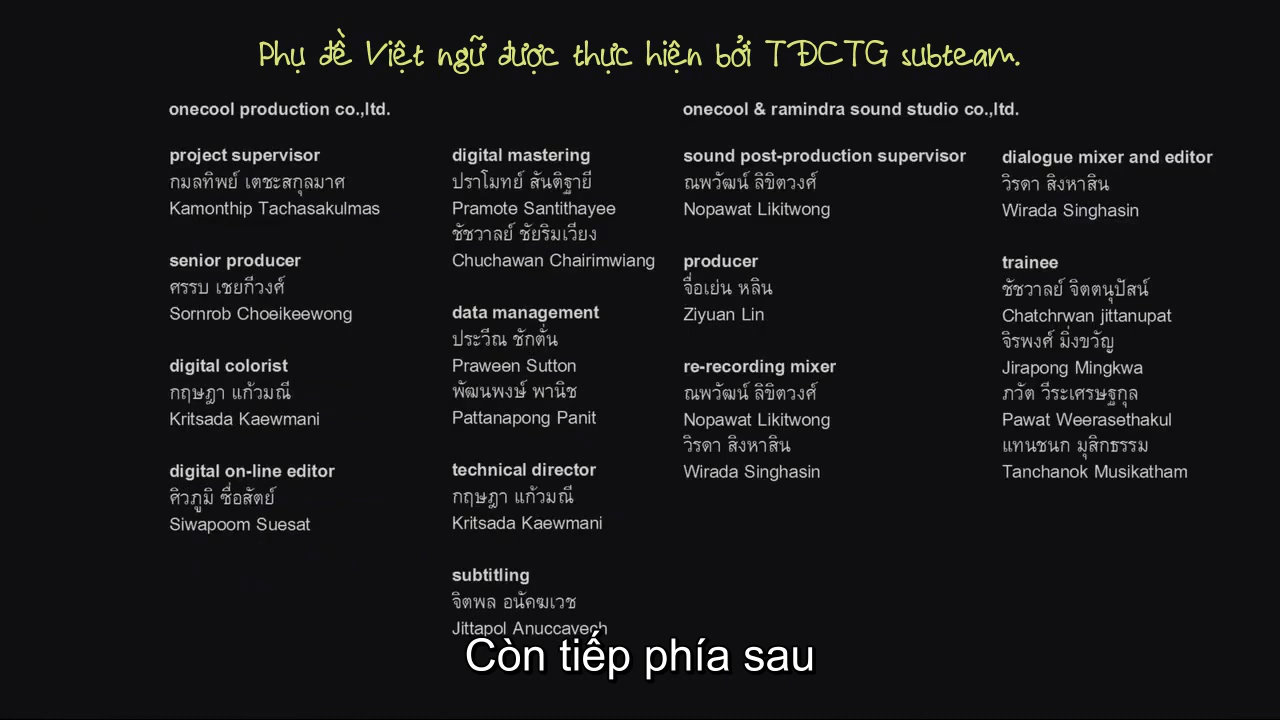 Phụ đề Việt ngữ được thực hiện bởi TĐCTG subteam.
onecool production co.,ltd.
project supervisor
กมลทิพย์ เตชะสกุลมาศ
Kamonthip Tachasakulmas
senior producer
ศรรบ เชยกีวงศ์
Sornrob Choeikeewong
digital colorist
กฤษฎา แก้วมณี
Kritsada Kaewmani
digital on-line editor
ศิวภูมิ ซื่อสัตย์
Siwapoom Suesat
digital mastering
ปราโมทย์ สันติฐายี
Pramote Santithayee
ชัชวาลย์ ชัยริมเวียง
Chuchawan Chairimwiang
data management
ประวีณ ชักตั่น
Praween Sutton
พัฒนพงษ์ พานิช
Pattanapong Panit
technical director
กฤษฎา แก้วมณี
Kritsada Kaewmani
subtitling
จิตพล อนัคฆเวช
Jittapol Anuccavech
onecool & ramindra sound studio co.,ltd.
sound post-production supervisor
ณพวัฒน์ ลิขิตวงศ์
Nopawat Likitwong
producer
จื่อเย่น หลิน
Ziyuan Lin
re-recording mixer
ณพวัฒน์ ลิขิตวงศ์
Nopawat Likitwong
วิรดา สิงหาสิน
Wirada Singhasin
dialogue mixer and editor
วิรดา สิงหาสิน
Wirada Singhasin
trainee
ชัชวาลย์ จิตตนุปัสน์
Chatchrwan jittanupat
จิรพงศ์ มิ่งขวัญ
Jirapong Mingkwa
ภวัต วีระเศรษฐกุล
Pawat Weerasethakul
แทนชนก มุสิกธรรม
Tanchanok Musikatham
Còn tiếp phía sau